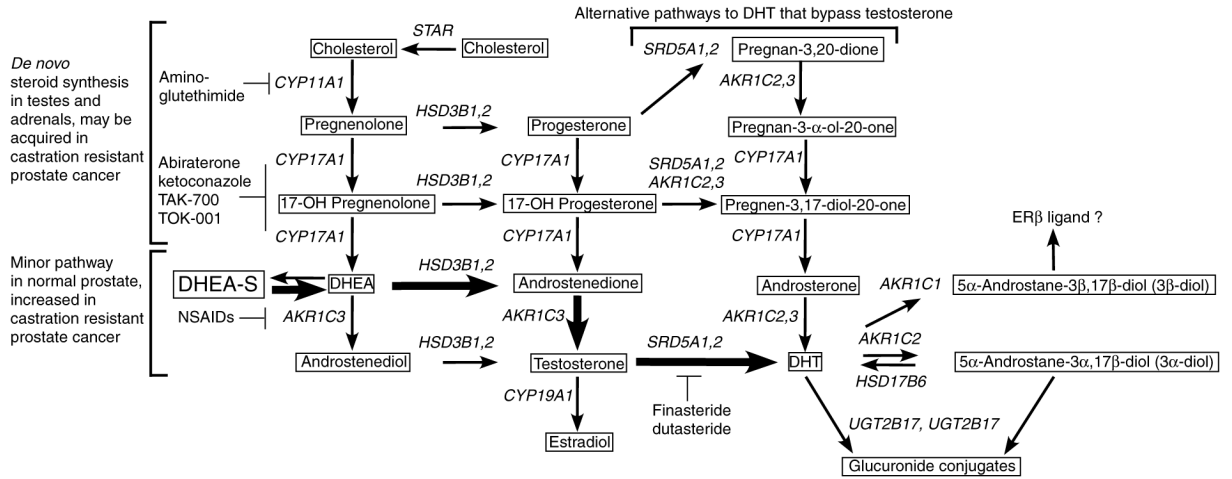 Alternative pathways to DHT that bypass testosterone
De novo
steroid synthesis
in testes and
adrenals, may be
acquired in
castration resistant
prostate cancer
Cholesterol
STAR
Cholesterol
SRD5A1,2
Pregnan-3,20-dione
Amino-
glutethimide
CYP11A1
AKR1C2,3
Pregnenolone
HSD3B1,2
Progesterone
Pregnan-3-α-ol-20-one
Abiraterone
ketoconazole
TAK-700
TOK-001
CYP17A1
HSD3B1,2
CYP17A1
SRD5A1,2
AKR1C2,3
CYP17A1
17-OH Pregnenolone
17-OH Progesterone
Pregnen-3,17-diol-20-one
CYP17A1
CYP17A1
CYP17A1
ERβ ligand ?
Minor pathway
in normal prostate,
increased in
castration resistant
prostate cancer
DHEA-S
DHEA
HSD3B1,2
Androstenedione
Androsterone
AKR1C1
5α-Androstane-3β,17β-diol (3β-diol)
NSAIDs
AKR1C3
AKR1C3
AKR1C2,3
Androstenediol
HSD3B1,2
Testosterone
SRD5A1,2
DHT
AKR1C2
HSD17B6
5α-Androstane-3α,17β-diol (3α-diol)
CYP19A1
Finasteride
dutasteride
Estradiol
UGT2B17, UGT2B17
Glucuronide conjugates